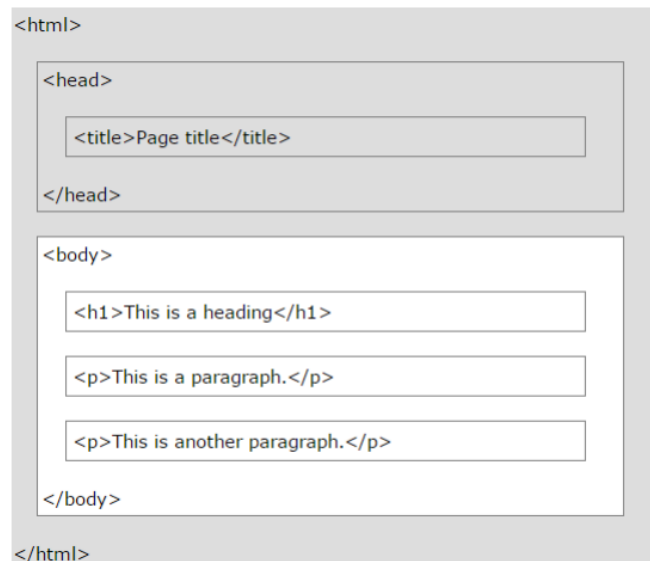 <html>
<head>
<title>Page title</title>
</head>
<body>
<h1>This is a heading</h1>
<p>This is a paragraph.</p>
<p>This is another paragraph.</p>
</body>
</html>